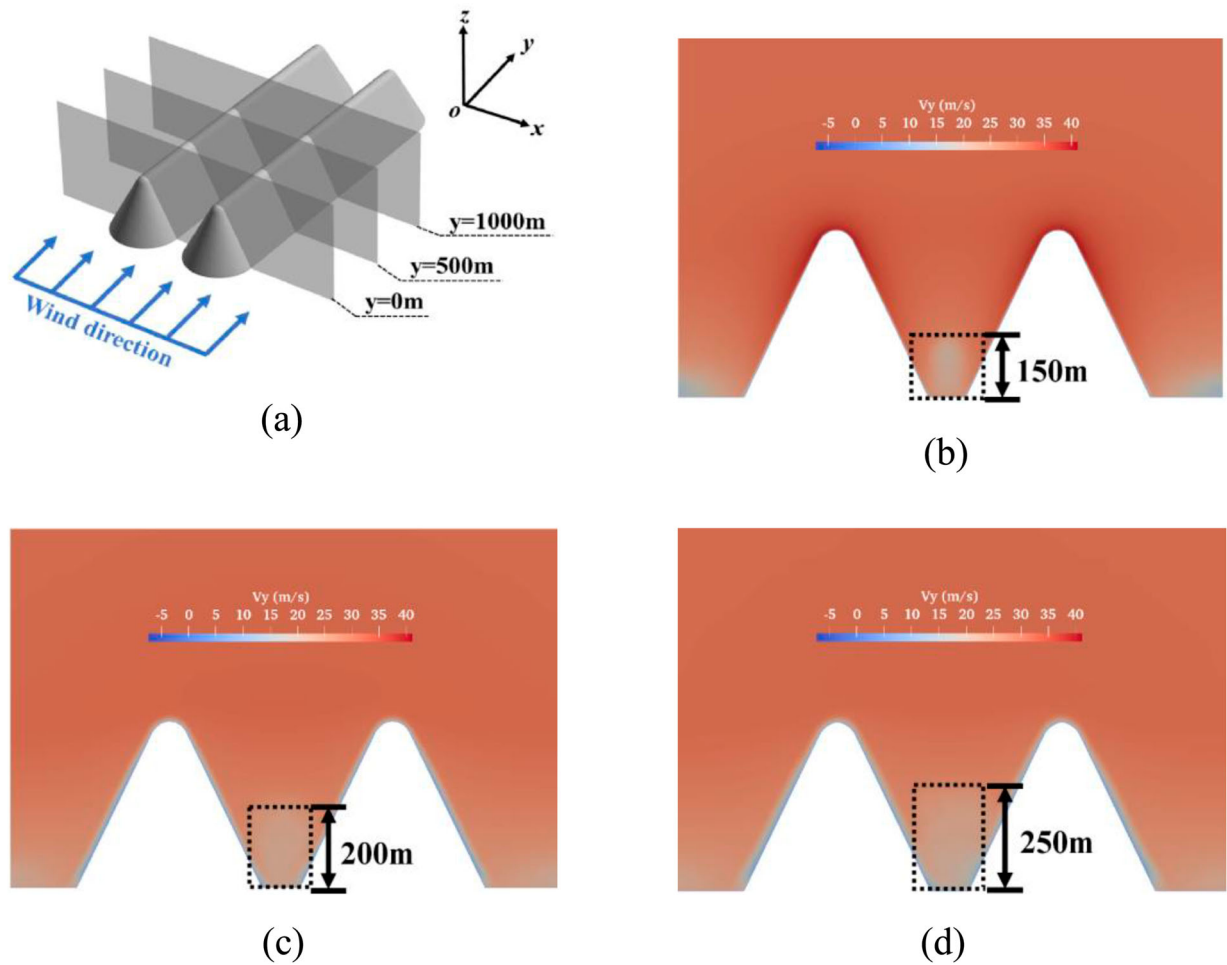 z
y
o
x
y=1000m
y=500m
y=0m
Wind direction
(a)
Vy (m/s)
-5 0 5 10 15 20 25 30 35 40
150m
(b)
Vy (m/s)
-5 0 5 10 15 20 25 30 35 40
200m
(c)
Vy (m/s)
-5 0 5 10 15 20 25 30 35 40
250m
(d)